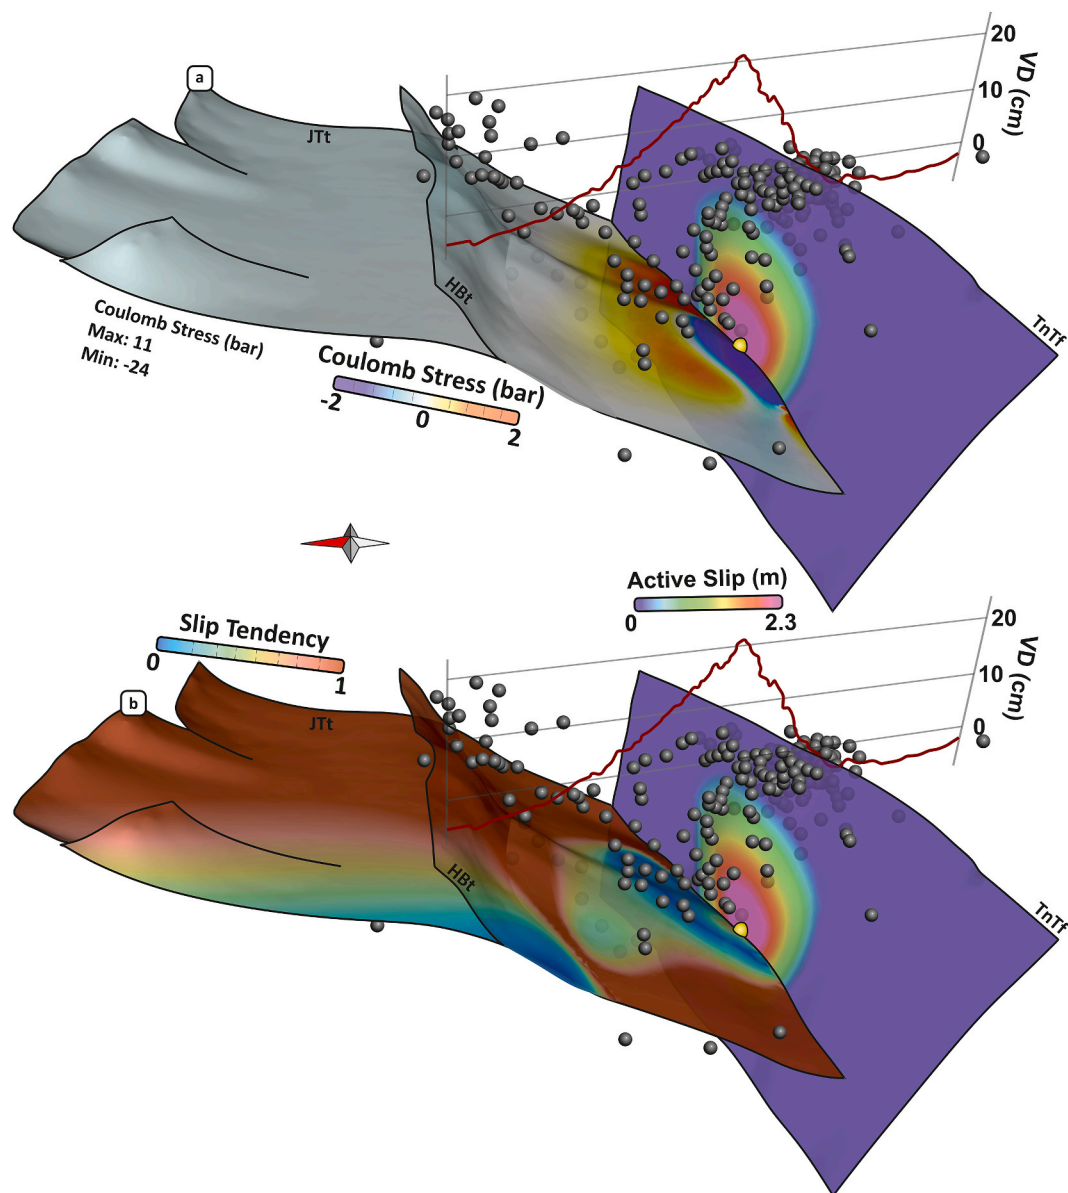 a
JTt
20
10
0
VD (cm)
HBt
TnTf
Coulomb Stress (bar)
Max: 11
Min: -24
Coulomb Stress (bar)
-2
0
2
Active Slip (m)
0
2.3
Slip Tendency
0
1
b
JTt
20
10
0
VD (cm)
HBt
TnTf